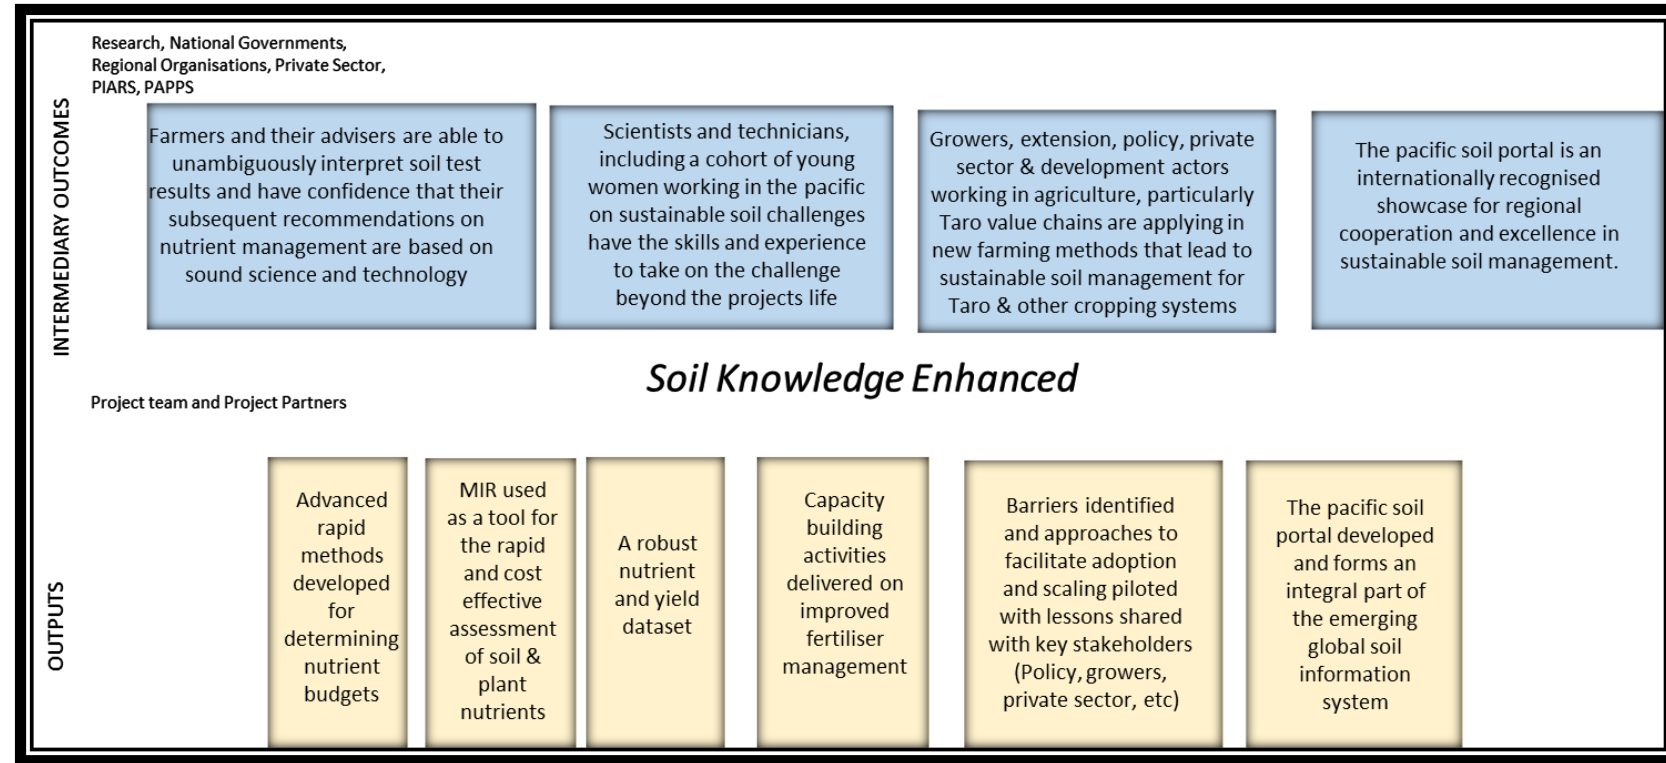 Research, National Governments,
Regional Organisations, Private Sector,
PIARS, PAPPS
INTERMEDIARY OUTCOMES
Farmers and their advisers are able to
unambiguously interpret soil test
results and have confidence that their
subsequent recommendations on
nutrient management are based on
sound science and technology
Scientists and technicians,
including a cohort of young
women working in the pacific
on sustainable soil challenges
have the skills and experience
to take on the challenge
beyond the projects life
Growers, extension, policy, private
sector & development actors
working in agriculture, particularly
Taro value chains are applying in
new farming methods that lead to
sustainable soil management for
Taro & other cropping systems
The pacific soil portal is an
internationally recognised
showcase for regional
cooperation and excellence in
sustainable soil management.
Soil Knowledge Enhanced
Project team and Project Partners
OUTPUTS
Advanced
rapid
methods
developed
for
determining
nutrient
budgets
MIR used
as a tool for
the rapid
and cost
effective
assessment
of soil &
plant
nutrients
A robust
nutrient
and yield
dataset
Capacity
building
activities
delivered on
improved
fertiliser
management
Barriers identified
and approaches to
facilitate adoption
and scaling piloted
with lessons shared
with key stakeholders
(Policy, growers,
private sector, etc)
The pacific soil
portal developed
and forms an
integral part of
the emerging
global soil
information
system